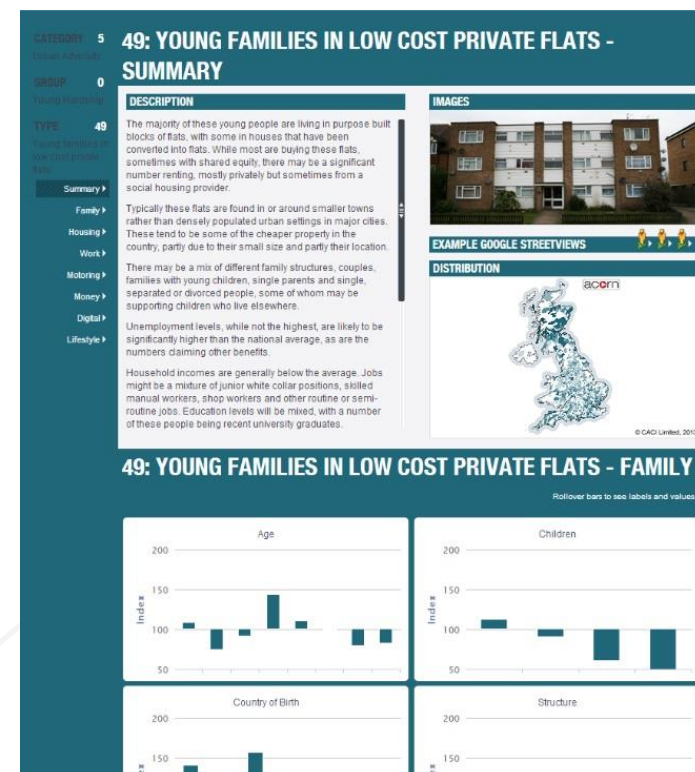 CATEGORY 5
Urban Adversity
GROUP O
Young Hardship
TYPE 49
Young families in
low cost private
flats
Summary
Family
Housing
Work
Motoring
Money
Digital
Lifestyle
49: YOUNG FAMILIES IN LOW COST PRIVATE FLATS -
SUMMARY
DESCRIPTION
The majority of these young people are living in purpose built
blocks of flats, with some in houses that have been
converted into flats. While most are buying these flats,
sometimes with shared equity, there may be a significant
number renting, mostly privately but sometimes from a
social housing provider.
Typically these flats are found in or around smaller towns
rather than densely populated urban settings in major cities.
These tend to be some of the cheaper property in the
country, partly due to their small size and partly their location.
There may be a mix of different family structures, couples,
families with young children, single parents and single,
separated or divorced people, some of whom may be
supporting children who live elsewhere.
Unemployment levels, while not the highest, are likely to be
significantly higher than the national average, as are the
numbers claiming other benefits.
Household incomes are generally below the average. Jobs
might be a mixture of junior white collar positions, skilled
manual workers, shop workers and other routine or semi-
routine jobs. Education levels will be mixed, with a number
of these people being recent university graduates.
IMAGES
EXAMPLE GOOGLE STREETVIEWS
DISTRIBUTION
acorn
© CACI Limited, 2013
49: YOUNG FAMILIES IN LOW COST PRIVATE FLATS - FAMILY
Rollover bars to see labels and values
Age
200
150
100
50
Index
Children
200
150
100
50
Index
Country of Birth
200
150
Structure
200
150